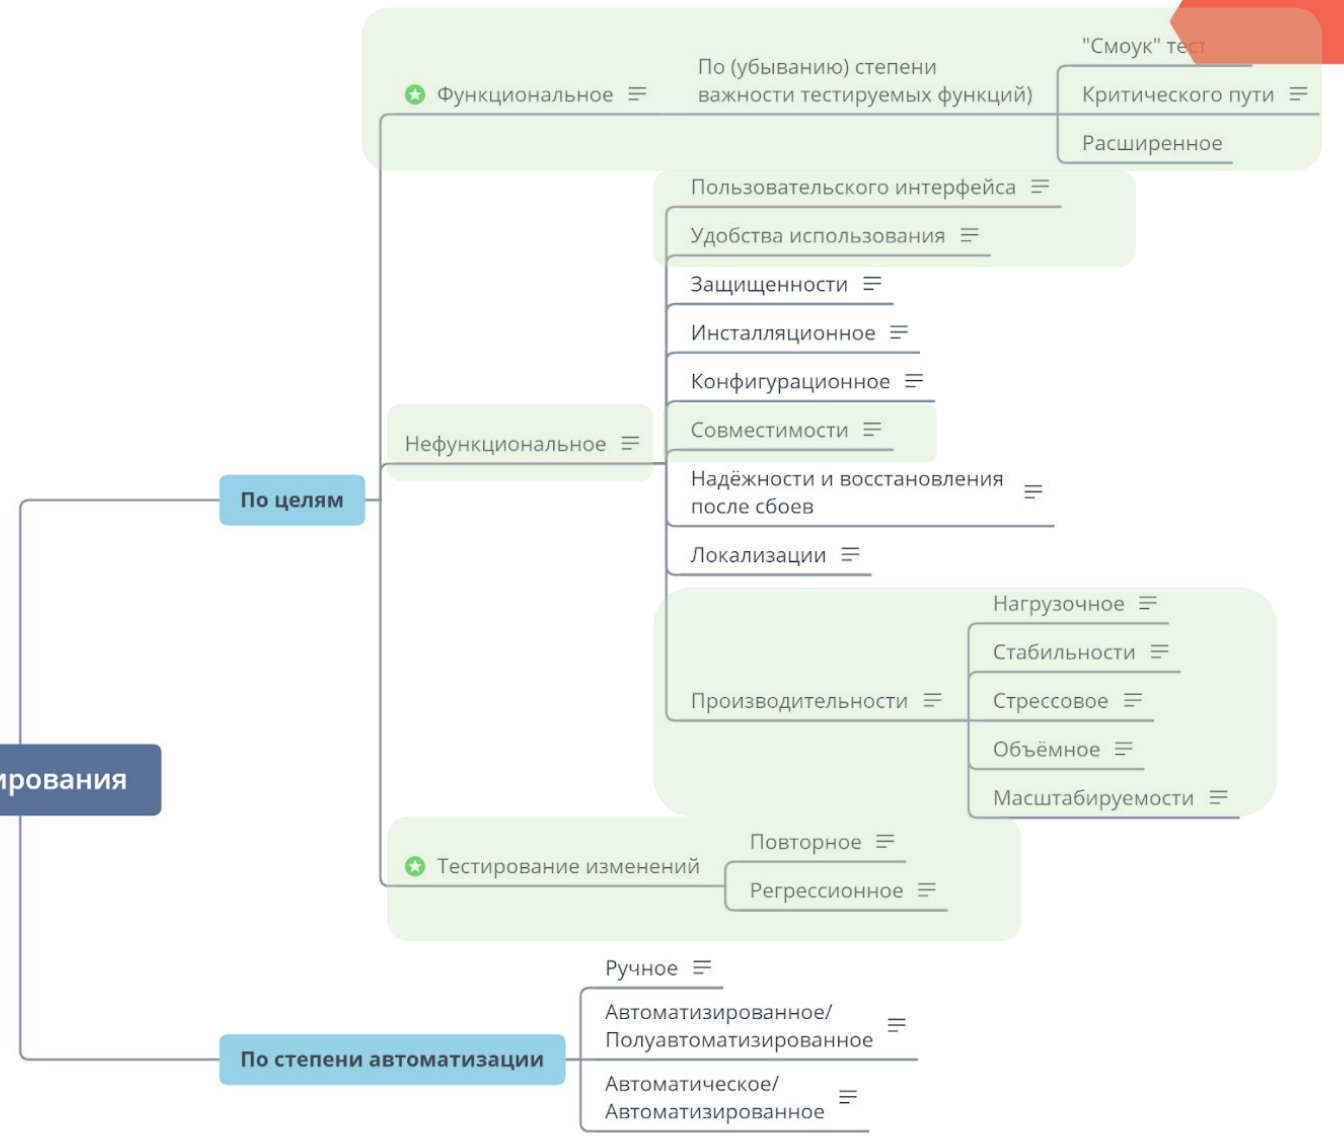 "Смоук" тест
По (убыванию) степени
важности тестируемых функций)
Функциональное
Критического пути
Расширенное
Пользовательского интерфейса
Удобства использования
Защищенности
Инсталляционное
Конфигурационное
Совместимости
Нефункциональное
Надёжности и восстановления
после сбоев
По целям
Локализации
Нагрузочное
Стабильности
Производительности
Стрессовое
Объёмное
Масштабируемости
ирования
Повторное
Тестирование изменений
Регрессионное
Ручное
Автоматизированное/
Полуавтоматизированное
По степени автоматизации
Автоматическое/
Автоматизированное